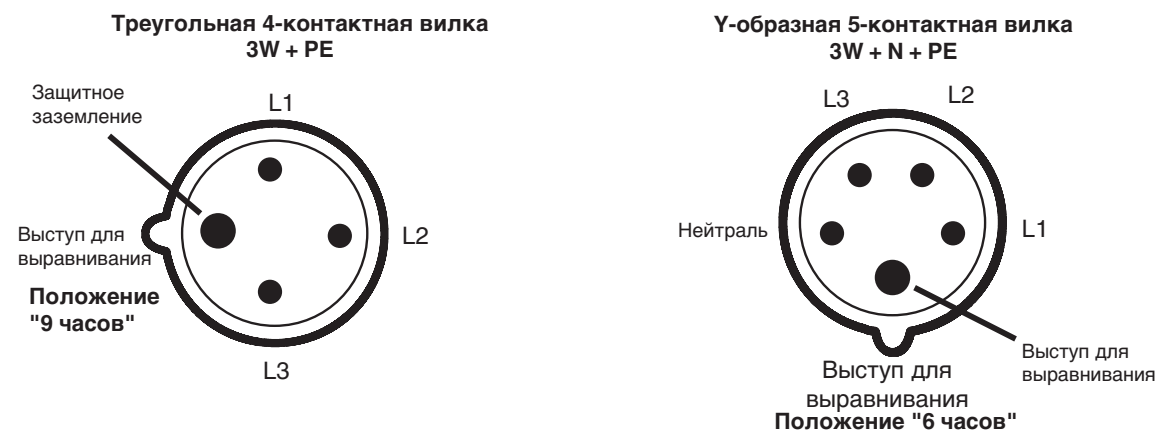 Треугольная 4-контактная вилка
3W + PE
Защитное
заземление
L1
L2
Выступ для
выравнивания
Положение
"9 часов"
L3
Y-образная 5-контактная вилка
3W + N + PE
L3
L2
Нейтраль
L1
Выступ для
выравнивания
Выступ для
выравнивания
Положение "6 часов"